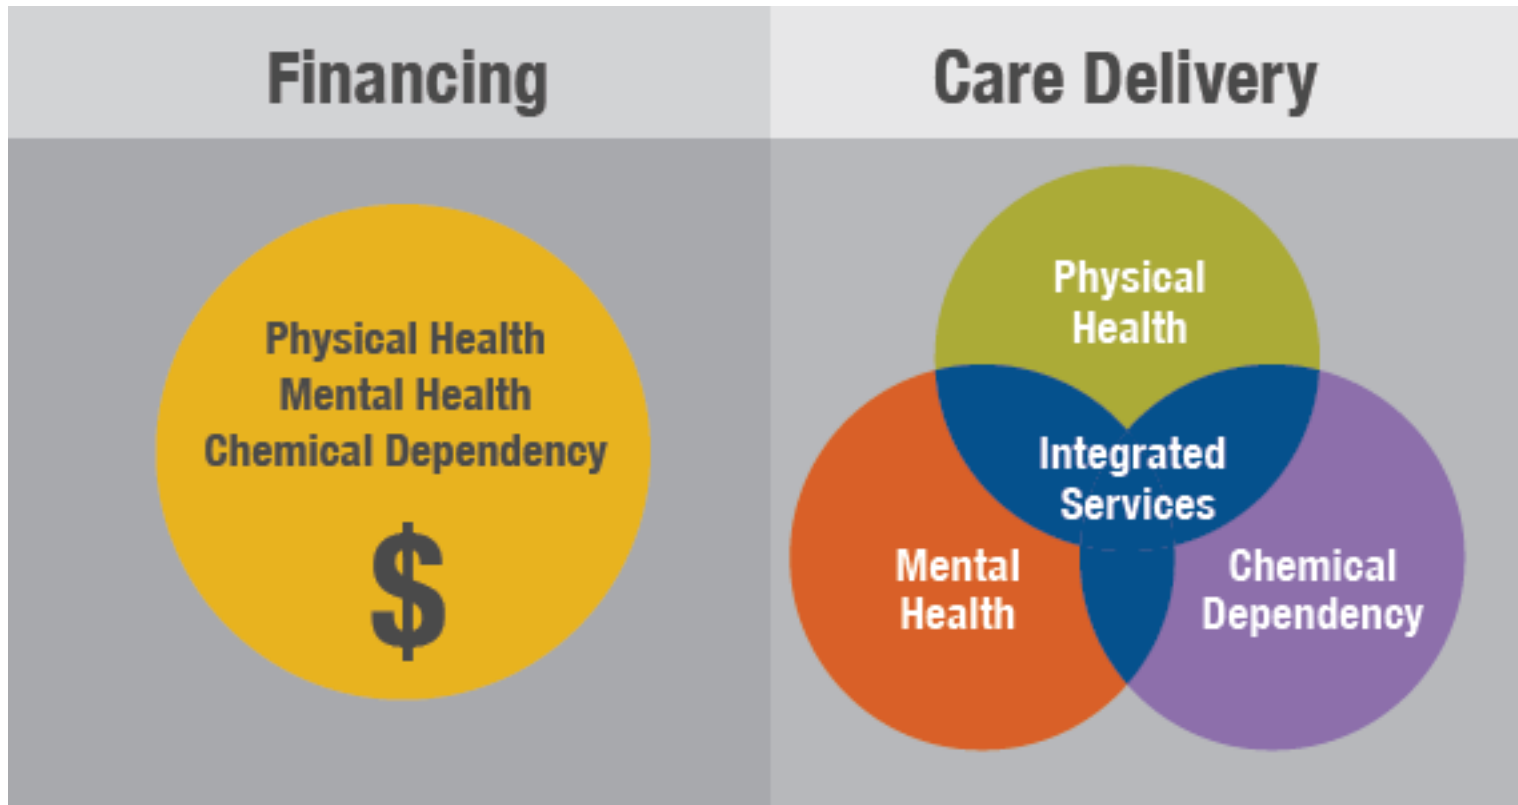 Financing
Physical Health
Mental Health
Chemical Dependency
$
Care Delivery
Physical
Health
Integrated
Services
Mental
Health
Chemical
Dependency